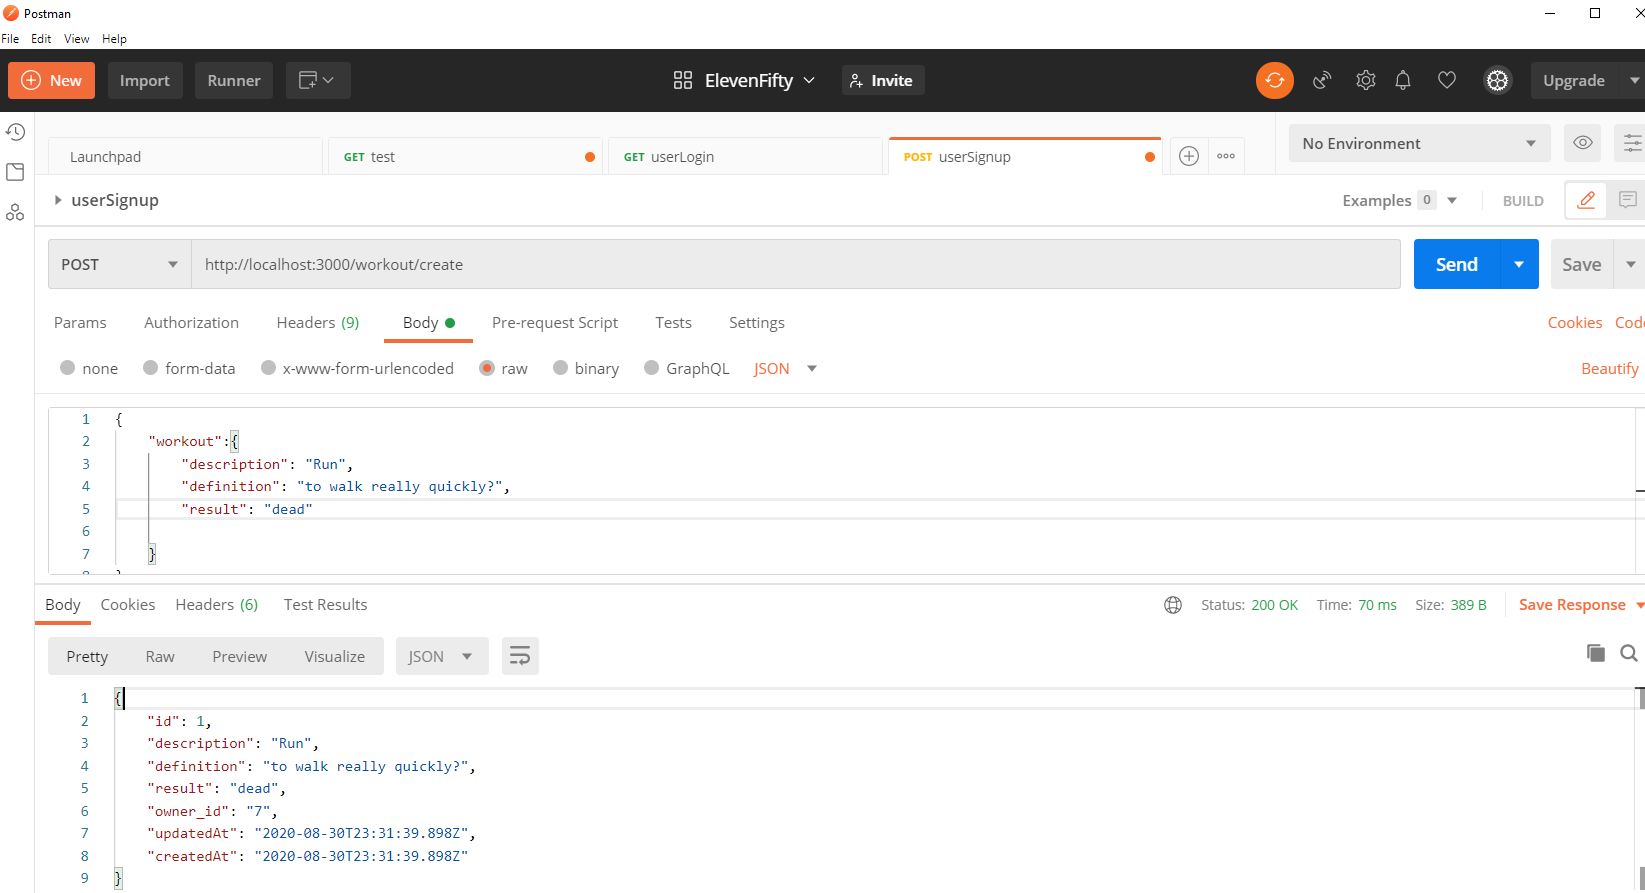 Postman
File Edit View Help
New Import Runner ElevenFifty Invite Upgrade
Launchpad GET test GET userLogin POST userSignup No Environment
userSignup Examples 0 BUILD
POST http://localhost:3000/workout/create Send Save
Params Authorization Headers (9) Body Pre-request Script Tests Settings Cookies Code
none form-data x-www-form-urlencoded raw binary GraphQL JSON Beautify
1 {
2 "workout":{
3 "description": "Run",
4 "definition": "to walk really quickly?",
5 "result": "dead"
6
7 }
Body Cookies Headers (6) Test Results Status: 200 OK Time: 70 ms Size: 389 B Save Response
Pretty Raw Preview Visualize JSON
1 {
2 "id": 1,
3 "description": "Run",
4 "definition": "to walk really quickly?",
5 "result": "dead",
6 "owner_id": "7",
7 "updatedAt": "2020-08-30T23:31:39.898Z",
8 "createdAt": "2020-08-30T23:31:39.898Z"
9 }